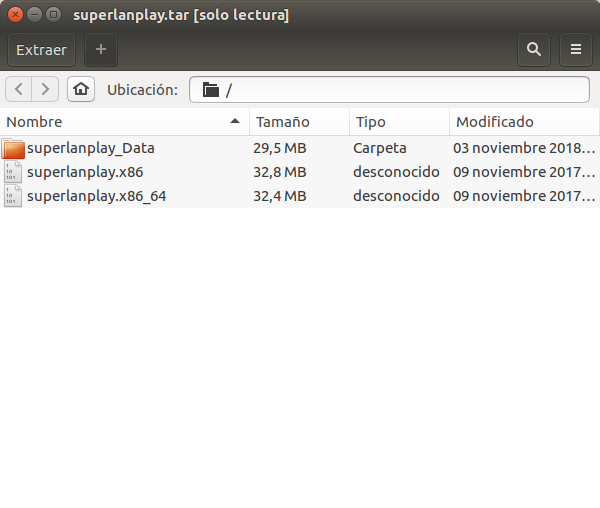 superlanplay.tar [solo lectura]
Extraer +
Ubicación: /
Nombre Tamaño Tipo Modificado
superlanplay_Data 29,5 MB Carpeta 03 noviembre 2018...
superlanplay.x86 32,8 MB desconocido 09 noviembre 2017...
superlanplay.x86_64 32,4 MB desconocido 09 noviembre 2017...